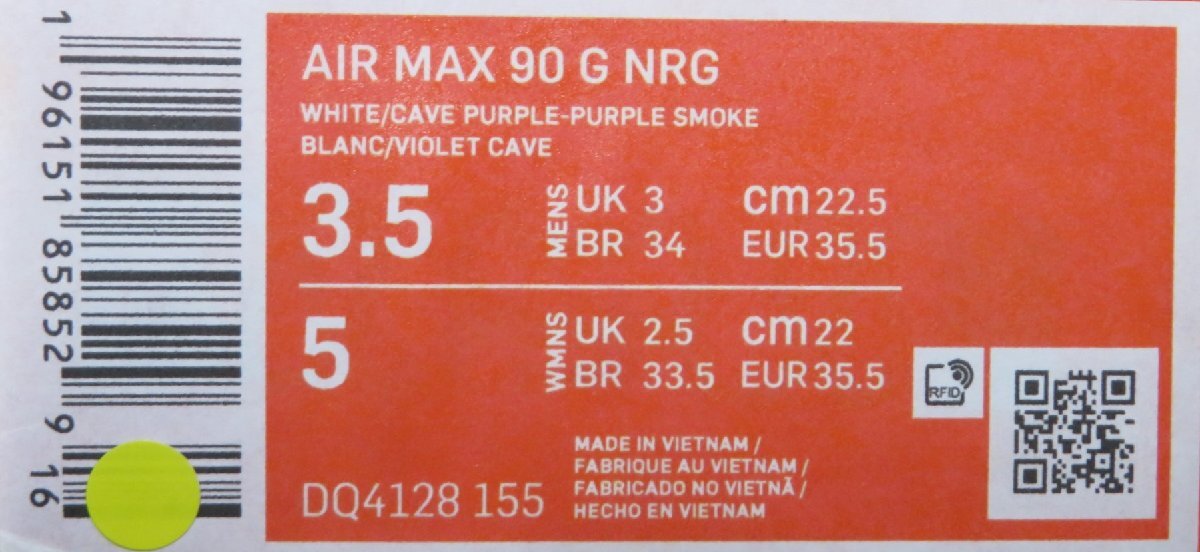 1 96151 85852 9 16
AIR MAX 90 G NRG
WHITE/CAVE PURPLE-PURPLE SMOKE
BLANC/VIOLET CAVE
3.5 MENS UK 3 cm 22.5
BR 34 EUR 35.5
5 WMNS UK 2.5 cm 22
BR 33.5 EUR 35.5
RFID
MADE IN VIETNAM /
FABRIQUE AU VIETNAM /
FABRICADO NO VIETNÃ /
HECHO EN VIETNAM
DQ4128 155